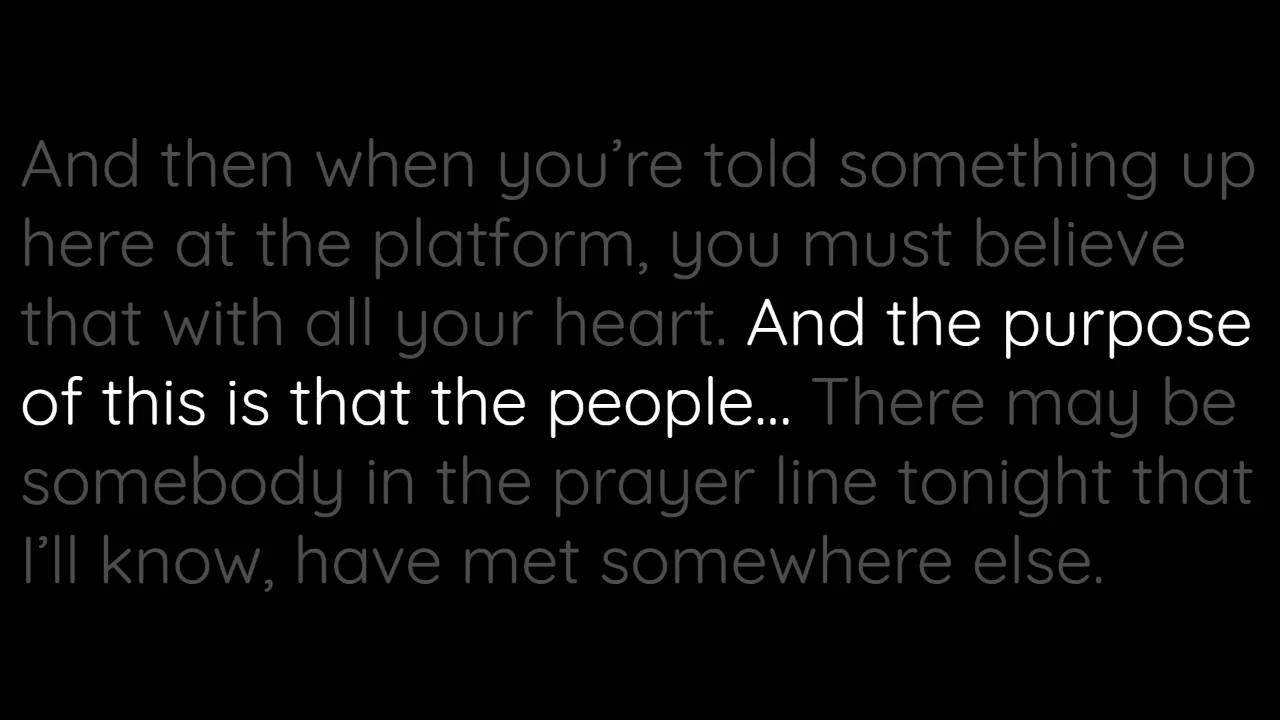 And then when you’re told something up
here at the platform, you must believe
that with all your heart. And the purpose
of this is that the people... There may be
somebody in the prayer line tonight that
I’ll know, have met somewhere else.